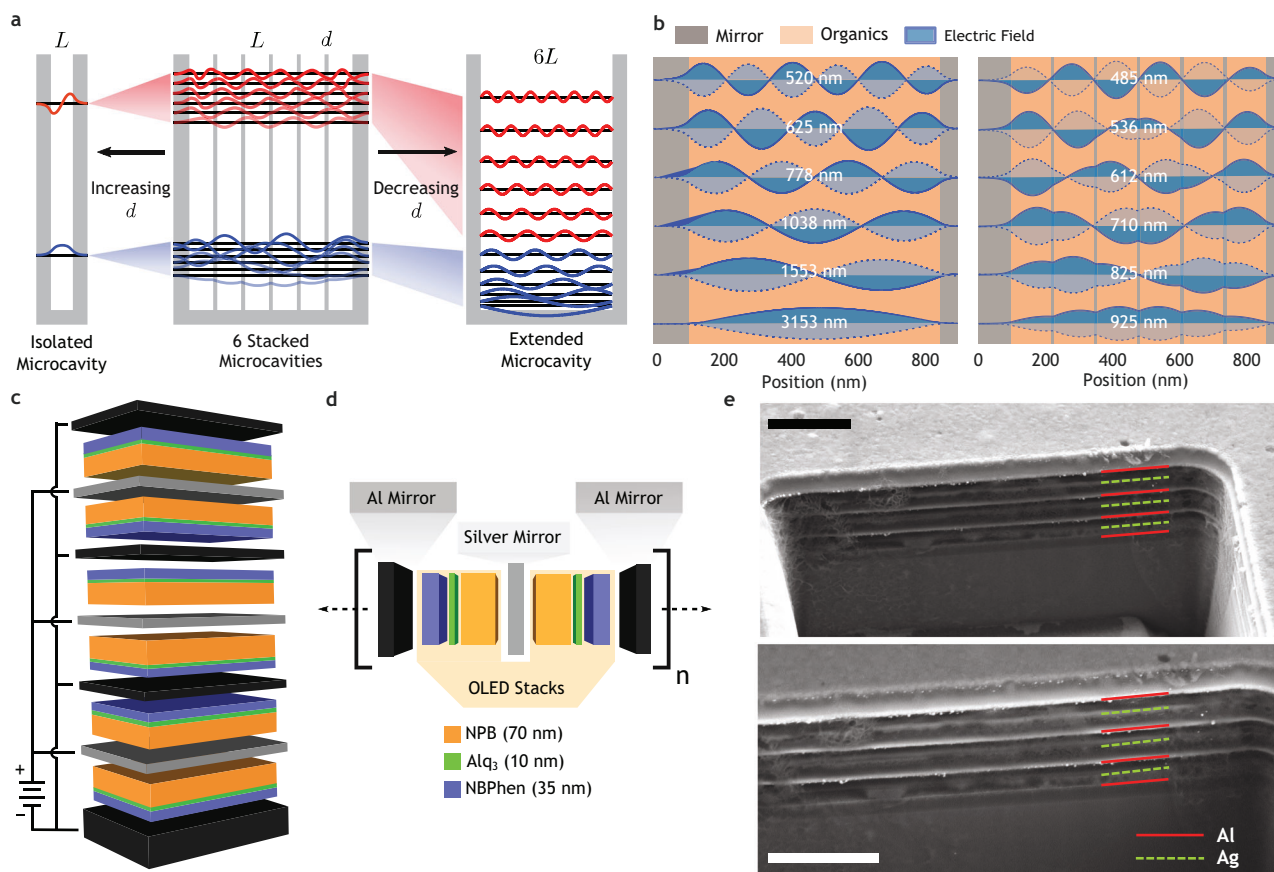 a
L
L
d
6L
Increasing
d
Decreasing
d
Isolated
Microcavity
6 Stacked
Microcavities
Extended
Microcavity
b
Mirror
Organics
Electric Field
520 nm
625 nm
778 nm
1038 nm
1553 nm
3153 nm
485 nm
536 nm
612 nm
710 nm
825 nm
925 nm
0 200 400 600 800
Position (nm)
0 200 400 600 800
Position (nm)
c
+
−
d
Al Mirror
Al Mirror
Silver Mirror
n
OLED Stacks
NPB (70 nm)
Alq₃ (10 nm)
NBPhen (35 nm)
e
Al
Ag